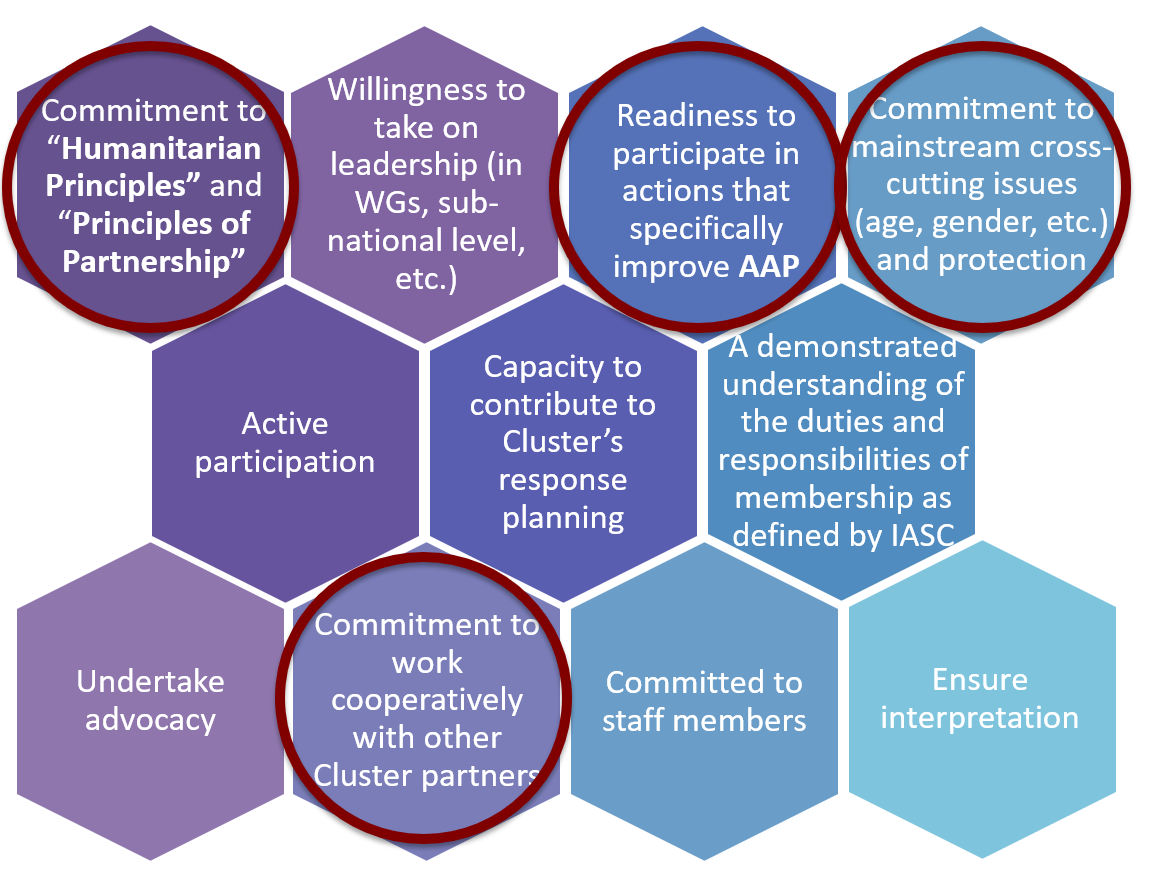 Commitment to
“Humanitarian
Principles” and
“Principles of
Partnership”
Willingness to
take on
leadership (in
WGs, sub-
national level,
etc.)
Readiness to
participate in
actions that
specifically
improve AAP
Commitment to
mainstream cross-
cutting issues
(age, gender, etc.)
and protection
Active
participation
Capacity to
contribute to
Cluster’s
response
planning
A demonstrated
understanding of
the duties and
responsibilities of
membership as
defined by IASC
Undertake
advocacy
Commitment to
work
cooperatively
with other
Cluster partners
Committed to
staff members
Ensure
interpretation